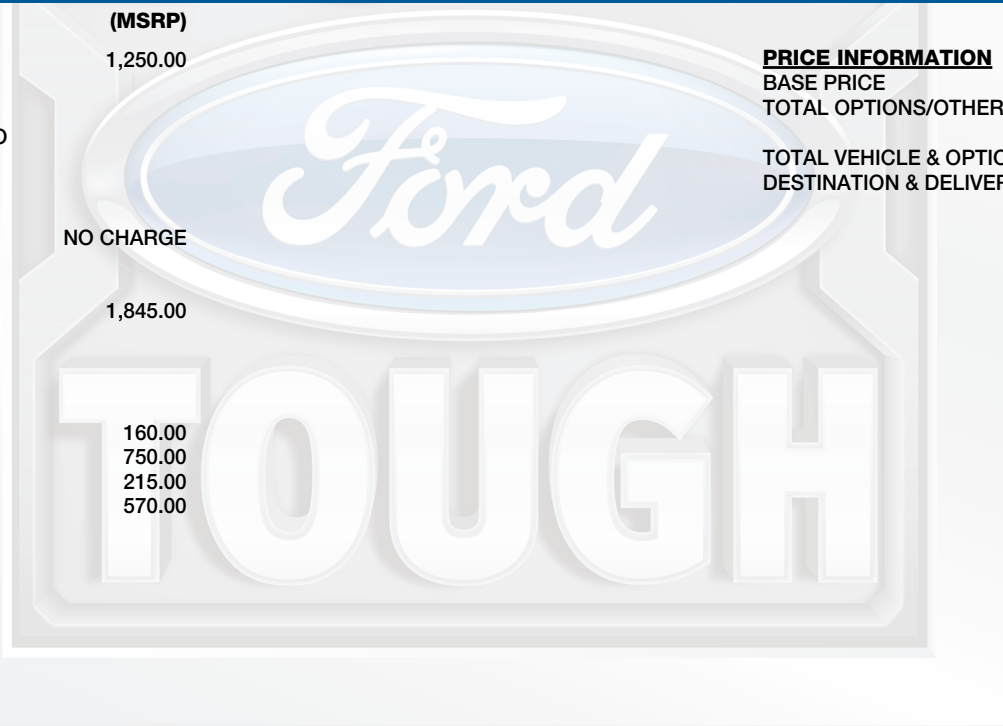 (MSRP)
1,250.00
NO CHARGE
1,845.00
160.00
750.00
215.00
570.00
PRICE INFORMATION
BASE PRICE
TOTAL OPTIONS/OTHER
TOTAL VEHICLE & OPTIO
DESTINATION & DELIVER
Ford
TOUGH